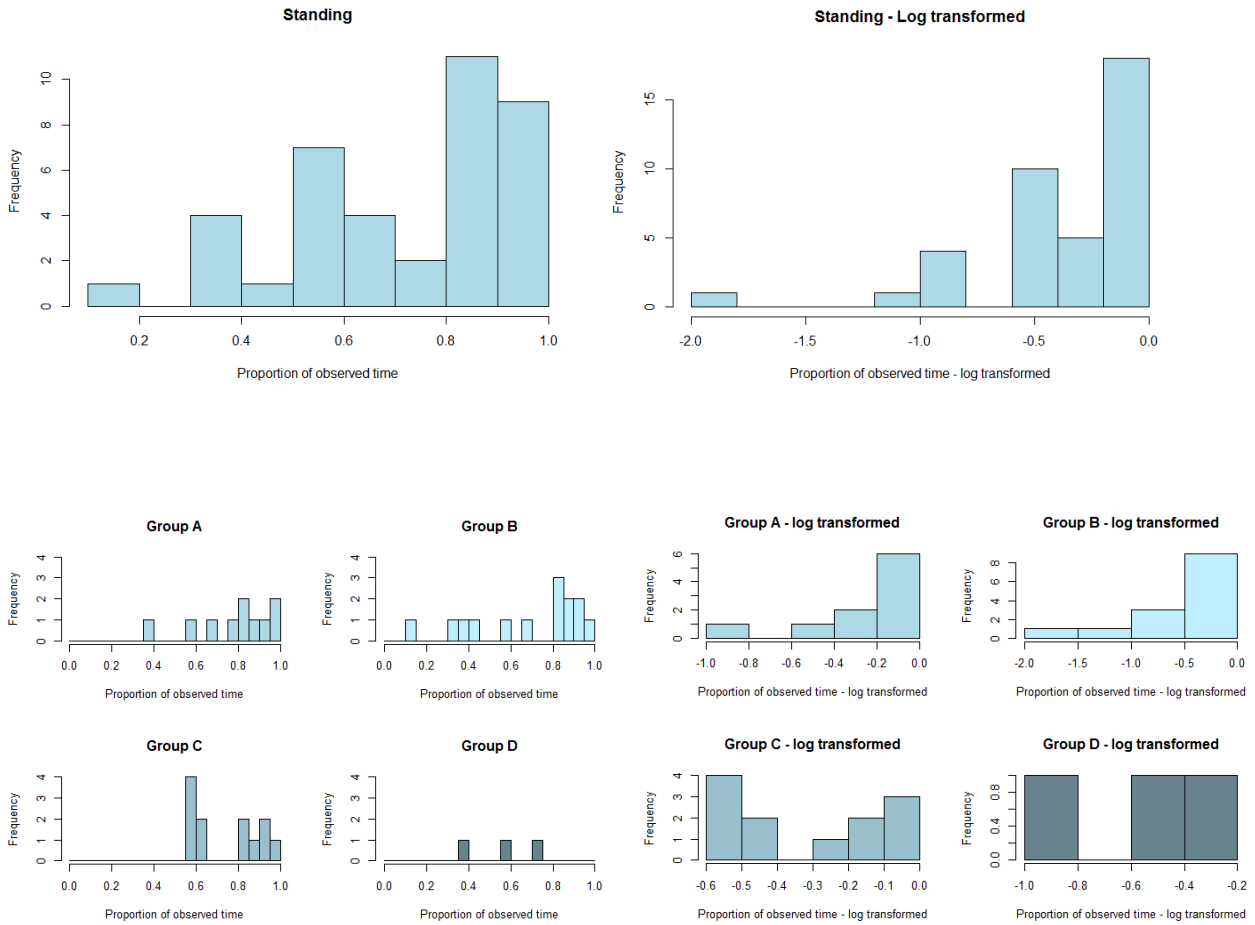 Standing
Frequency
0 2 4 6 8 10
0.2 0.4 0.6 0.8 1.0
Proportion of observed time
Standing - Log transformed
Frequency
0 5 10 15
-2.0 -1.5 -1.0 -0.5 0.0
Proportion of observed time - log transformed
Group A
Frequency
0 1 2 3 4
0.0 0.2 0.4 0.6 0.8 1.0
Proportion of observed time
Group B
Frequency
0 1 2 3 4
0.0 0.2 0.4 0.6 0.8 1.0
Proportion of observed time
Group A - log transformed
Frequency
0 2 4 6
-1.0 -0.8 -0.6 -0.4 -0.2 0.0
Proportion of observed time - log transformed
Group B - log transformed
Frequency
0 2 4 6 8
-2.0 -1.5 -1.0 -0.5 0.0
Proportion of observed time - log transformed
Group C
Frequency
0 1 2 3 4
0.0 0.2 0.4 0.6 0.8 1.0
Proportion of observed time
Group D
Frequency
0 1 2 3 4
0.0 0.2 0.4 0.6 0.8 1.0
Proportion of observed time
Group C - log transformed
Frequency
0 1 2 3 4
-0.6 -0.5 -0.4 -0.3 -0.2 -0.1 0.0
Proportion of observed time - log transformed
Group D - log transformed
Frequency
0.0 0.4 0.8
-1.0 -0.8 -0.6 -0.4 -0.2
Proportion of observed time - log transformed